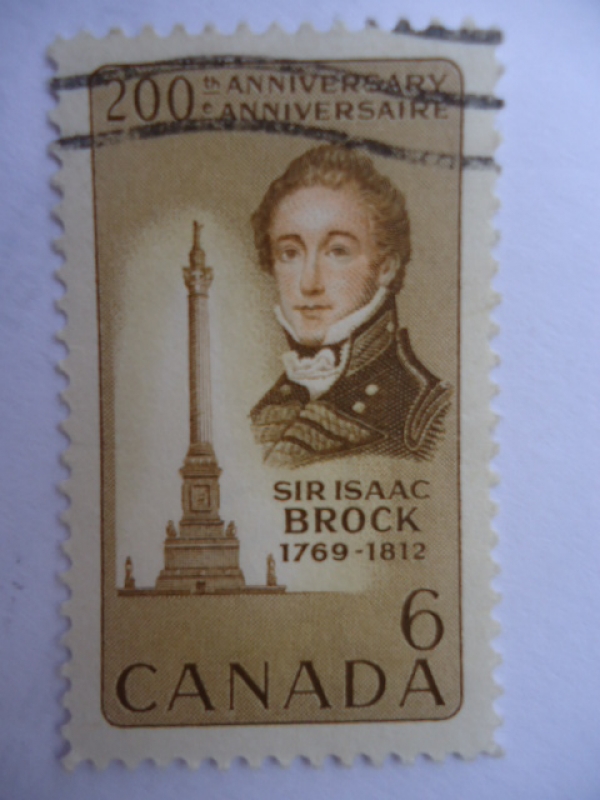 200th ANNIVERSARY
e ANNIVERSAIRE
SIR ISAAC
BROCK
1769-1812
6
CANADA